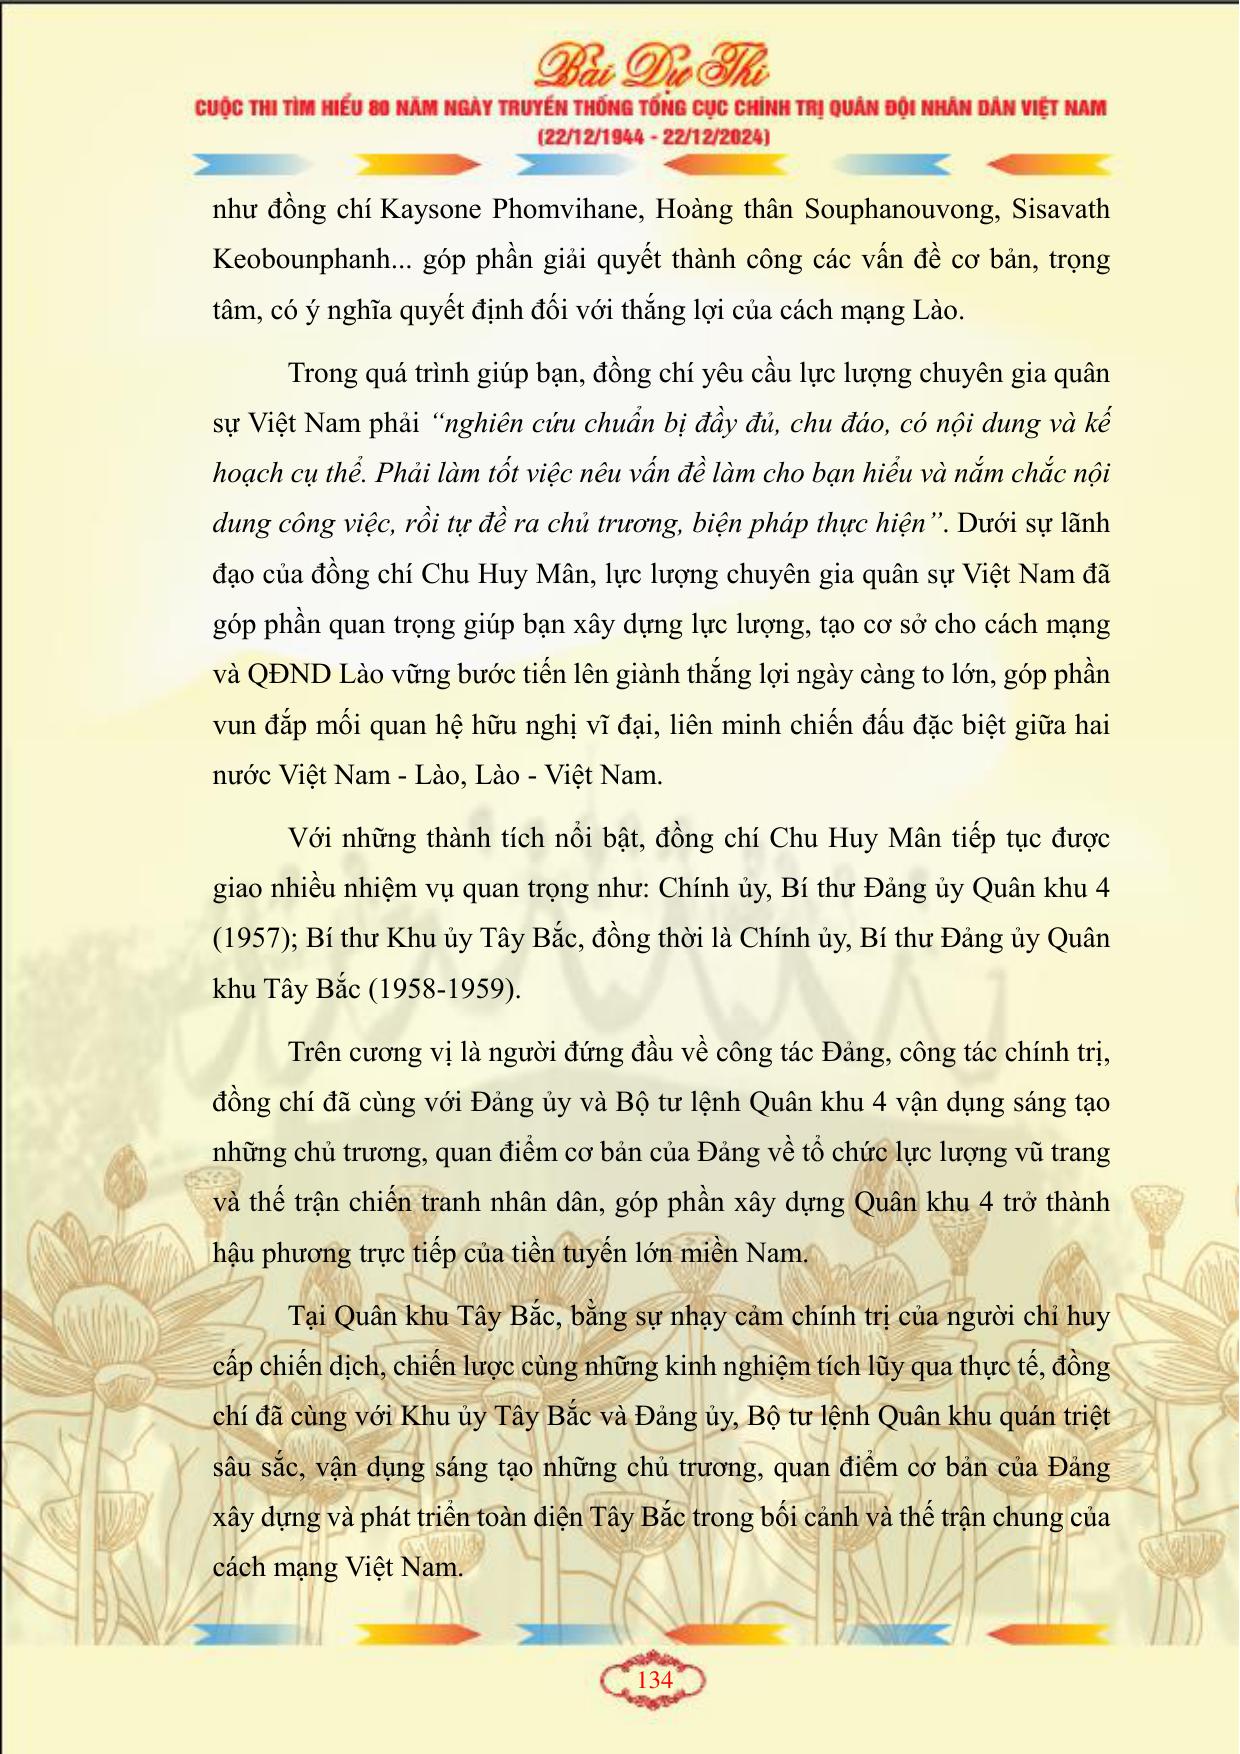 Bài Dự Thi
CUỘC THI TÌM HIỂU 80 NĂM NGÀY TRUYỀN THỐNG TỔNG CỤC CHÍNH TRỊ QUÂN ĐỘI NHÂN DÂN VIỆT NAM
(22/12/1944 - 22/12/2024)
như đồng chí Kaysone Phomvihane, Hoàng thân Souphanouvong, Sisavath
Keobounphanh... góp phần giải quyết thành công các vấn đề cơ bản, trọng
tâm, có ý nghĩa quyết định đối với thắng lợi của cách mạng Lào.
Trong quá trình giúp bạn, đồng chí yêu cầu lực lượng chuyên gia quân
sự Việt Nam phải “nghiên cứu chuẩn bị đầy đủ, chu đáo, có nội dung và kế
hoạch cụ thể. Phải làm tốt việc nêu vấn đề làm cho bạn hiểu và nắm chắc nội
dung công việc, rồi tự đề ra chủ trương, biện pháp thực hiện”. Dưới sự lãnh
đạo của đồng chí Chu Huy Mân, lực lượng chuyên gia quân sự Việt Nam đã
góp phần quan trọng giúp bạn xây dựng lực lượng, tạo cơ sở cho cách mạng
và QĐND Lào vững bước tiến lên giành thắng lợi ngày càng to lớn, góp phần
vun đắp mối quan hệ hữu nghị vĩ đại, liên minh chiến đấu đặc biệt giữa hai
nước Việt Nam - Lào, Lào - Việt Nam.
Với những thành tích nổi bật, đồng chí Chu Huy Mân tiếp tục được
giao nhiều nhiệm vụ quan trọng như: Chính ủy, Bí thư Đảng ủy Quân khu 4
(1957); Bí thư Khu ủy Tây Bắc, đồng thời là Chính ủy, Bí thư Đảng ủy Quân
khu Tây Bắc (1958-1959).
Trên cương vị là người đứng đầu về công tác Đảng, công tác chính trị,
đồng chí đã cùng với Đảng ủy và Bộ tư lệnh Quân khu 4 vận dụng sáng tạo
những chủ trương, quan điểm cơ bản của Đảng về tổ chức lực lượng vũ trang
và thế trận chiến tranh nhân dân, góp phần xây dựng Quân khu 4 trở thành
hậu phương trực tiếp của tiền tuyến lớn miền Nam.
Tại Quân khu Tây Bắc, bằng sự nhạy cảm chính trị của người chỉ huy
cấp chiến dịch, chiến lược cùng những kinh nghiệm tích lũy qua thực tế, đồng
chí đã cùng với Khu ủy Tây Bắc và Đảng ủy, Bộ tư lệnh Quân khu quán triệt
sâu sắc, vận dụng sáng tạo những chủ trương, quan điểm cơ bản của Đảng
xây dựng và phát triển toàn diện Tây Bắc trong bối cảnh và thế trận chung của
cách mạng Việt Nam.
134